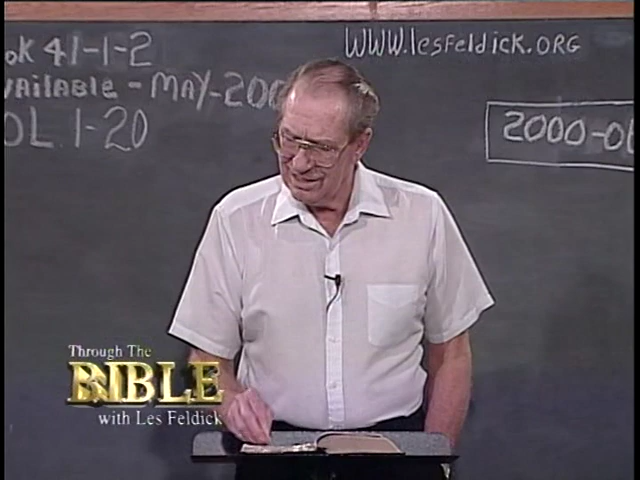 ok 41-1-2
WWW.lesfeldick.ORG
vailable - MAY-200
OL. 1-20
2000-06
Through The
BIBLE
with Les Feldick